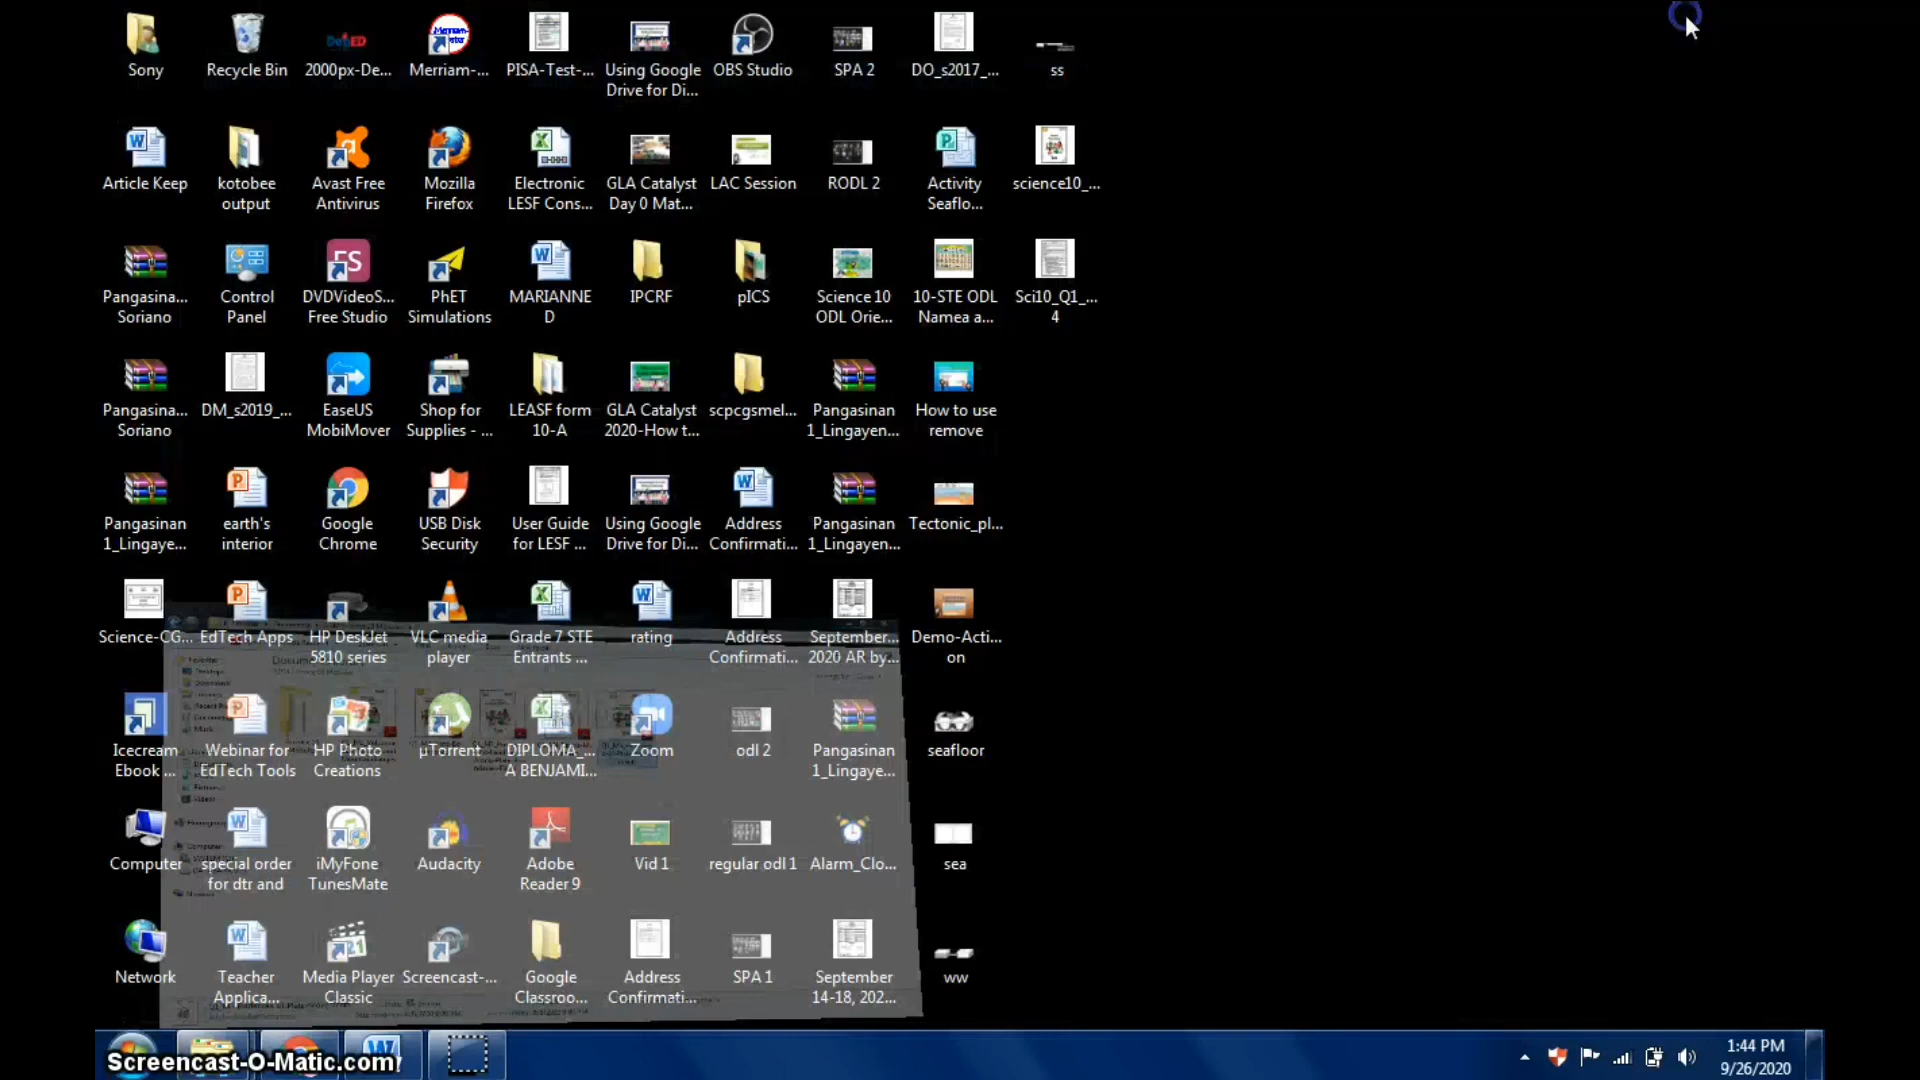 Sony
Recycle Bin
2000px-De...
Merriam-...
PISA-Test-...
Using Google
Drive for Di...
OBS Studio
SPA 2
DO_s2017_...
ss
Article Keep
kotobee
output
Avast Free
Antivirus
Mozilla
Firefox
Electronic
LESF Cons...
GLA Catalyst
Day 0 Mat...
LAC Session
RODL 2
Activity
Seaflo...
science10_...
Pangasina...
Soriano
Control
Panel
DVDVideoS...
Free Studio
PhET
Simulations
MARIANNE
D
IPCRF
pICS
Science 10
ODL Orie...
10-STE ODL
Namea a...
Sci10_Q1_...
4
Pangasina...
Soriano
DM_s2019_...
EaseUS
MobiMover
Shop for
Supplies - ...
LEASF form
10-A
GLA Catalyst
2020-How t...
scpcgsmel...
Pangasinan
1_Lingayen...
How to use
remove
Pangasinan
1_Lingaye...
earth's
interior
Google
Chrome
USB Disk
Security
User Guide
for LESF ...
Using Google
Drive for Di...
Address
Confirmati...
Pangasinan
1_Lingayen...
Tectonic_pl...
Science-CG...
EdTech Apps
HP DeskJet
5810 series
VLC media
player
Grade 7 STE
Entrants ...
rating
Address
Confirmati...
September...
2020 AR by...
Demo-Acti...
on
Icecream
Ebook ...
Webinar for
EdTech Tools
HP Photo
Creations
µTorrent
DIPLOMA_...
A BENJAMI...
Zoom
odl 2
Pangasinan
1_Lingaye...
seafloor
Computer
special order
for dtr and
iMyFone
TunesMate
Audacity
Adobe
Reader 9
Vid 1
regular odl 1
Alarm_Clo...
sea
Network
Teacher
Applica...
Media Player
Classic
Screencast-...
Google
Classroo...
Address
Confirmati...
SPA 1
September
14-18, 202...
ww
Screencast-O-Matic.com
1:44 PM
9/26/2020